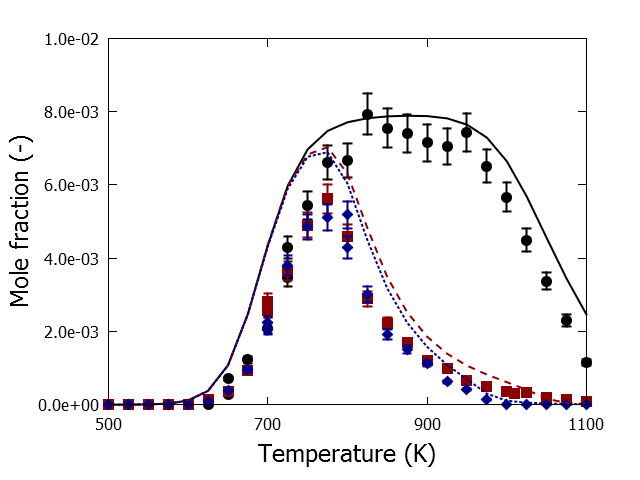 1.0e-02
8.0e-03
6.0e-03
4.0e-03
2.0e-03
0.0e+00
Mole fraction (-)
500 700 900 1100
Temperature (K)